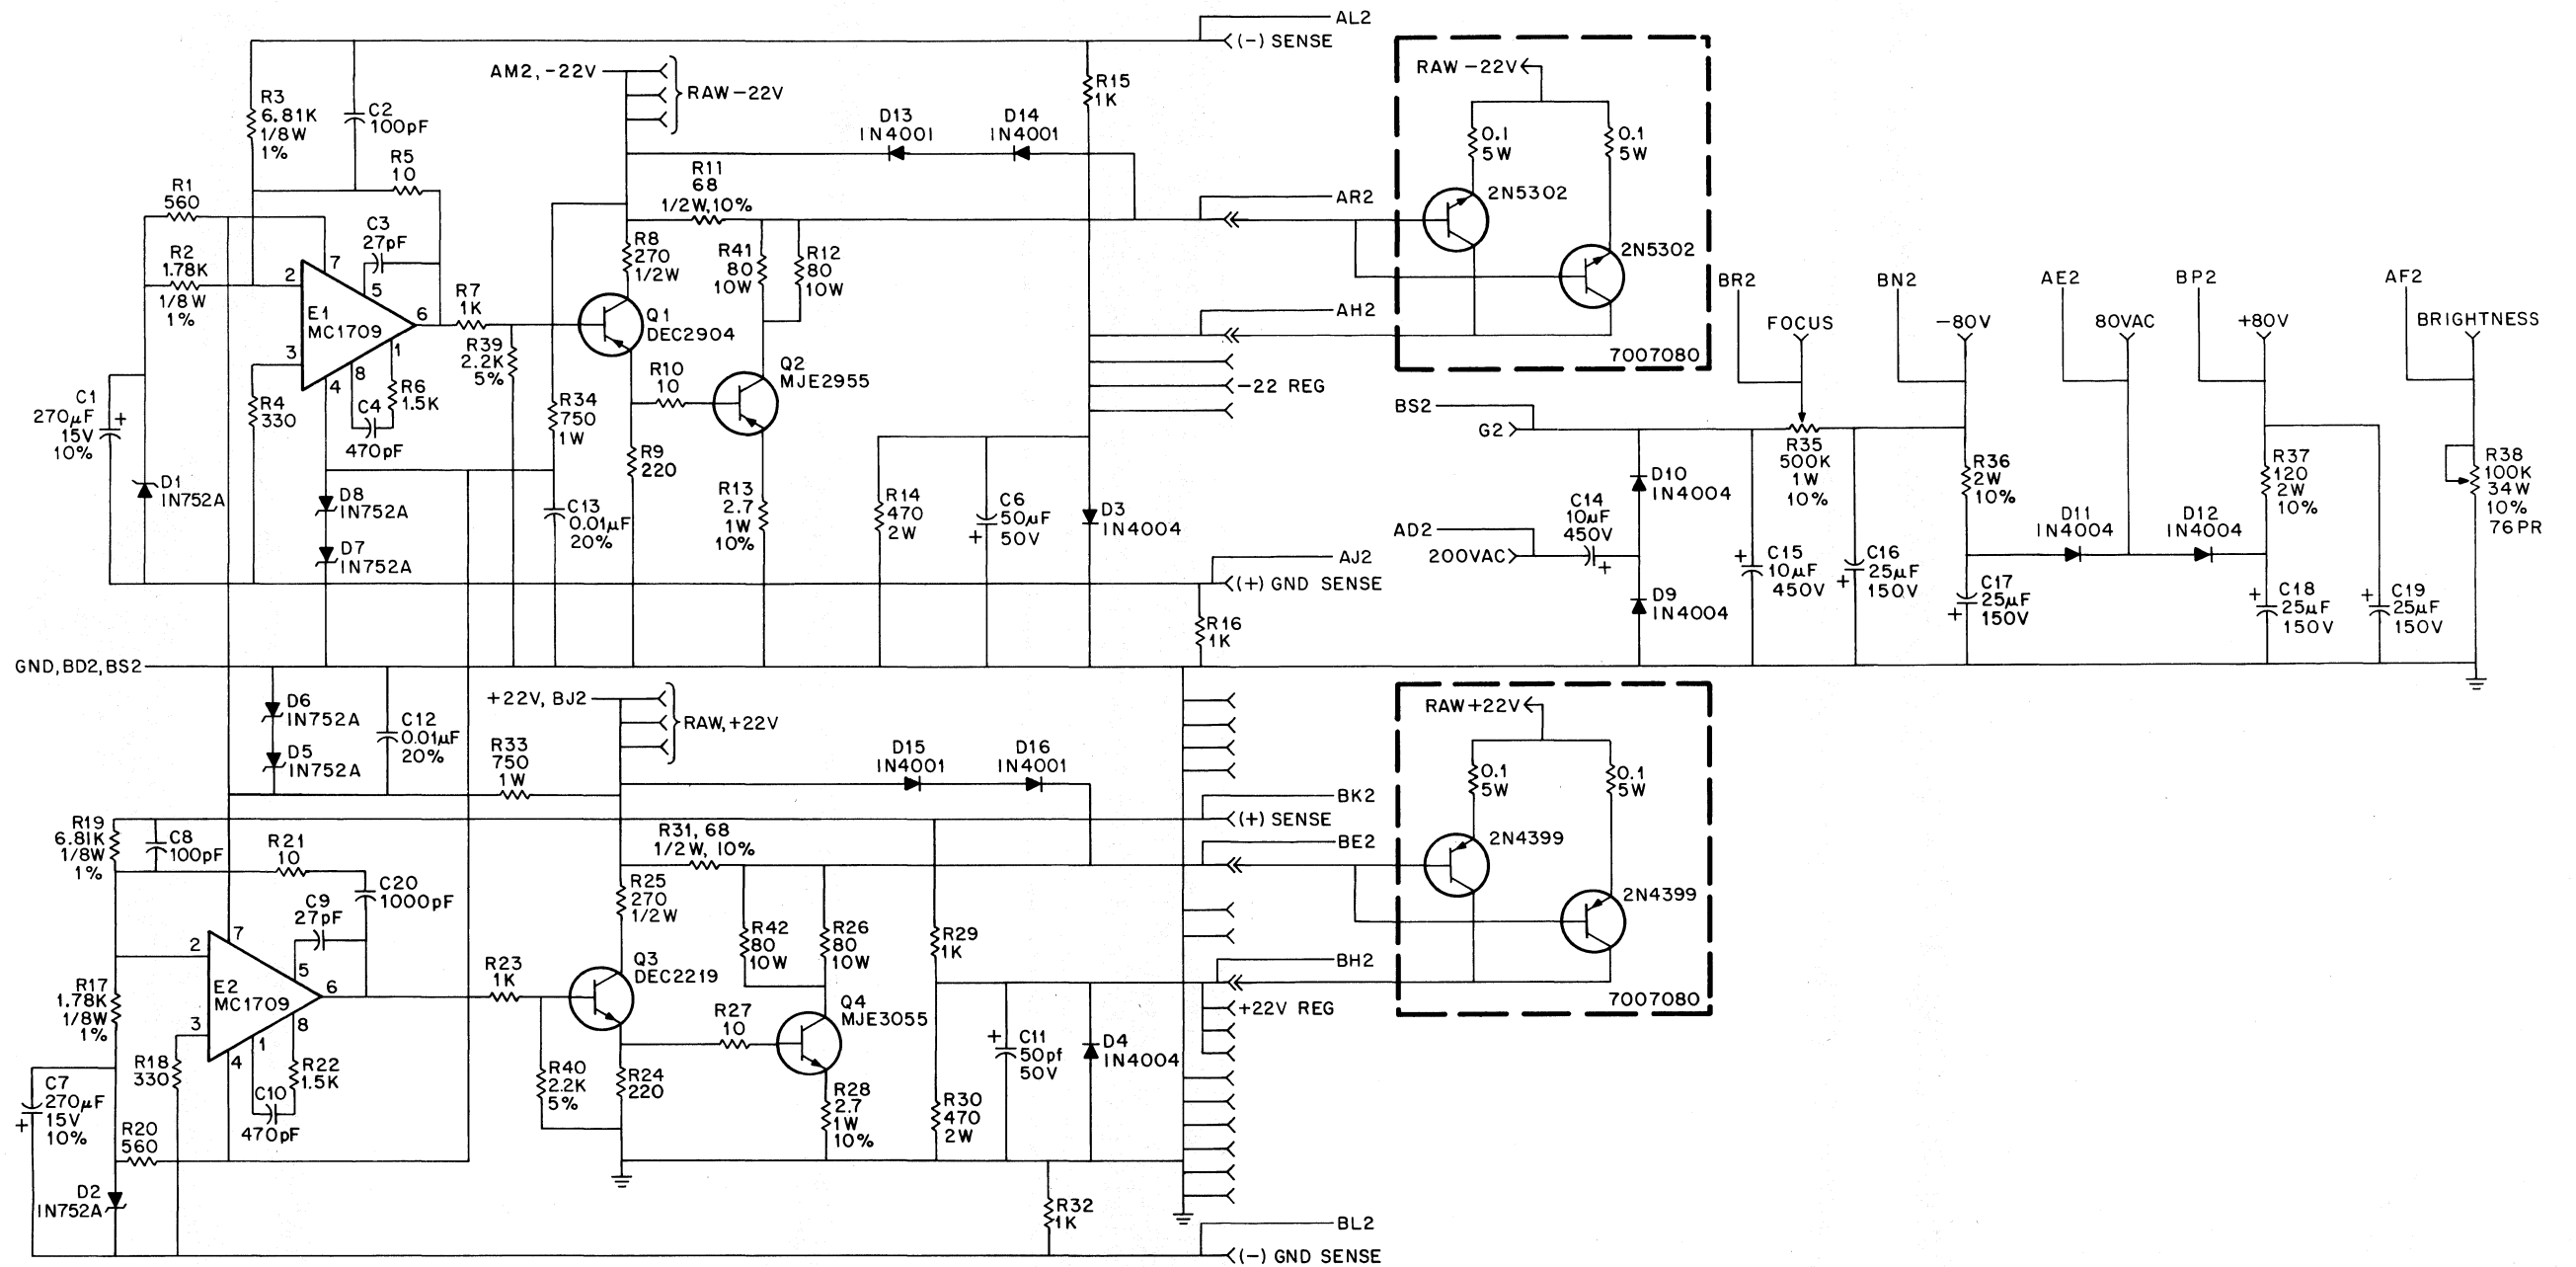 AL2
(-) SENSE
AM2, -22V
RAW -22V
R3
6.81K
1/8W
1%
C2
100pF
R5
10
R15
1K
D13
IN4001
D14
IN4001
RAW -22V
0.1
5W
0.1
5W
R1
560
R11
68
1/2W, 10%
AR2
2N5302
2N5302
7007080
C3
27pF
R2
1.78K
1/8W
1%
2
7
5
6
3
4
8
1
E1
MC1709
R7
1K
R8
270
1/2W
R41
80
10W
R12
80
10W
Q1
DEC2904
AH2
-22 REG
R39
2.2K
5%
R10
10
Q2
MJE2955
C1
270µF
15V
10%
+
R4
330
R6
1.5K
C4
470pF
R34
750
1W
R9
220
D1
IN752A
D8
IN752A
D7
IN752A
C13
0.01µF
20%
R13
2.7
1W
10%
R14
470
2W
C6
50µF
50V
+
D3
IN4004
AJ2
(+) GND SENSE
R16
1K
BR2
FOCUS
BN2
-80V
AE2
80VAC
BP2
+80V
AF2
BRIGHTNESS
BS2
G2
D10
IN4004
R35
500K
1W
10%
R36
2W
10%
R37
120
2W
10%
R38
100K
34W
10%
76PR
AD2
200VAC
C14
10µF
450V
+
D9
IN4004
C15
10µF
450V
+
C16
25µF
150V
+
C17
25µF
150V
+
D11
IN4004
D12
IN4004
C18
25µF
150V
+
C19
25µF
150V
+
GND, BD2, BS2
D6
IN752A
D5
IN752A
C12
0.01µF
20%
+22V, BJ2
RAW, +22V
R33
750
1W
D15
IN4001
D16
IN4001
BK2
(+) SENSE
RAW+22V
0.1
5W
0.1
5W
2N4399
2N4399
7007080
R19
6.81K
1/8W
1%
C8
100pF
R21
10
R31, 68
1/2W, 10%
BE2
C9
27pF
C20
1000pF
R25
270
1/2W
R42
80
10W
R26
80
10W
R29
1K
2
7
5
6
3
8
1
4
E2
MC1709
R23
1K
Q3
DEC2219
BH2
+22V REG
R17
1.78K
1/8W
1%
R27
10
Q4
MJE3055
C11
50pf
50V
+
D4
IN4004
R18
330
R22
1.5K
C10
470pF
R40
2.2K
5%
R24
220
R28
2.7
1W
10%
R30
470
2W
C7
270µF
15V
10%
+
R20
560
D2
IN752A
R32
1K
BL2
(-) GND SENSE